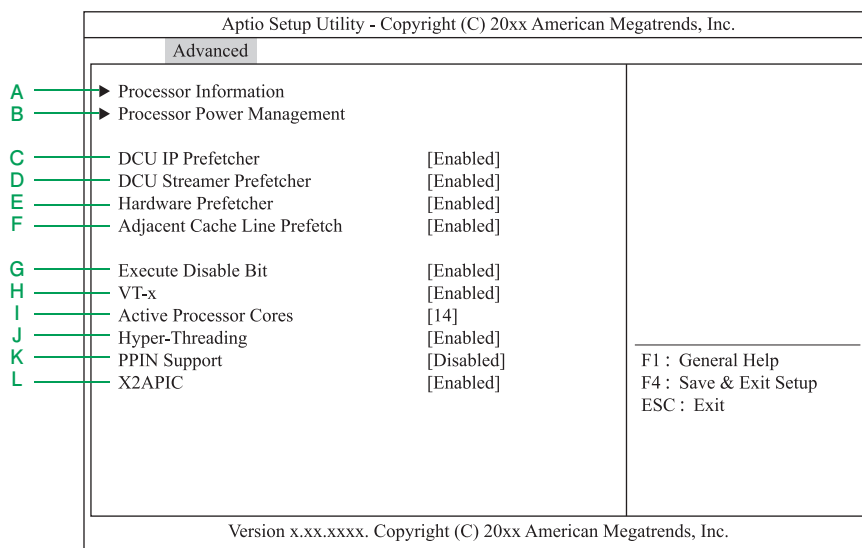 Aptio Setup Utility - Copyright (C) 20xx American Megatrends, Inc.
Advanced
A ▶ Processor Information
B ▶ Processor Power Management
C DCU IP Prefetcher [Enabled]
D DCU Streamer Prefetcher [Enabled]
E Hardware Prefetcher [Enabled]
F Adjacent Cache Line Prefetch [Enabled]
G Execute Disable Bit [Enabled]
H VT-x [Enabled]
I Active Processor Cores [14]
J Hyper-Threading [Enabled]
K PPIN Support [Disabled]
L X2APIC [Enabled]
F1 : General Help
F4 : Save & Exit Setup
ESC : Exit
Version x.xx.xxxx. Copyright (C) 20xx American Megatrends, Inc.